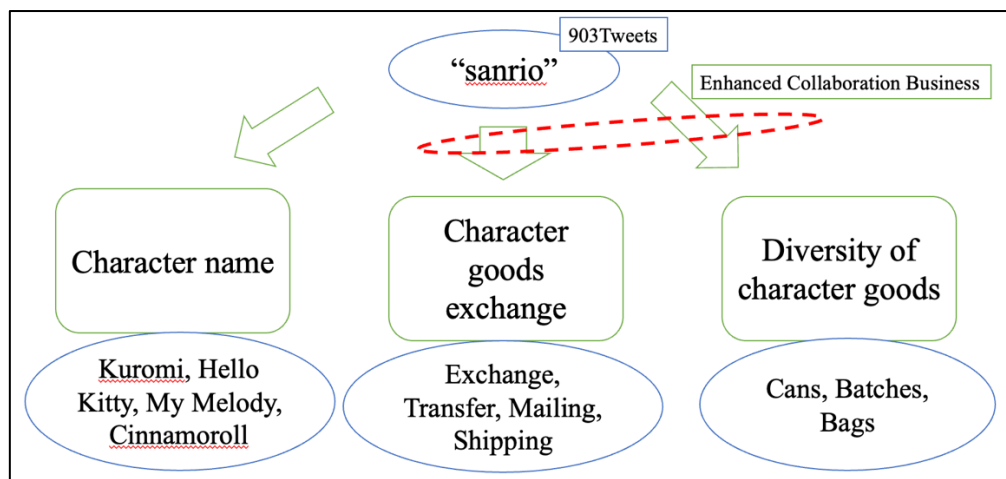 903Tweets
“sanrio”
Enhanced Collaboration Business
Character name
Character
goods
exchange
Diversity of
character goods
Kuromi, Hello
Kitty, My Melody,
Cinnamoroll
Exchange,
Transfer, Mailing,
Shipping
Cans, Batches,
Bags